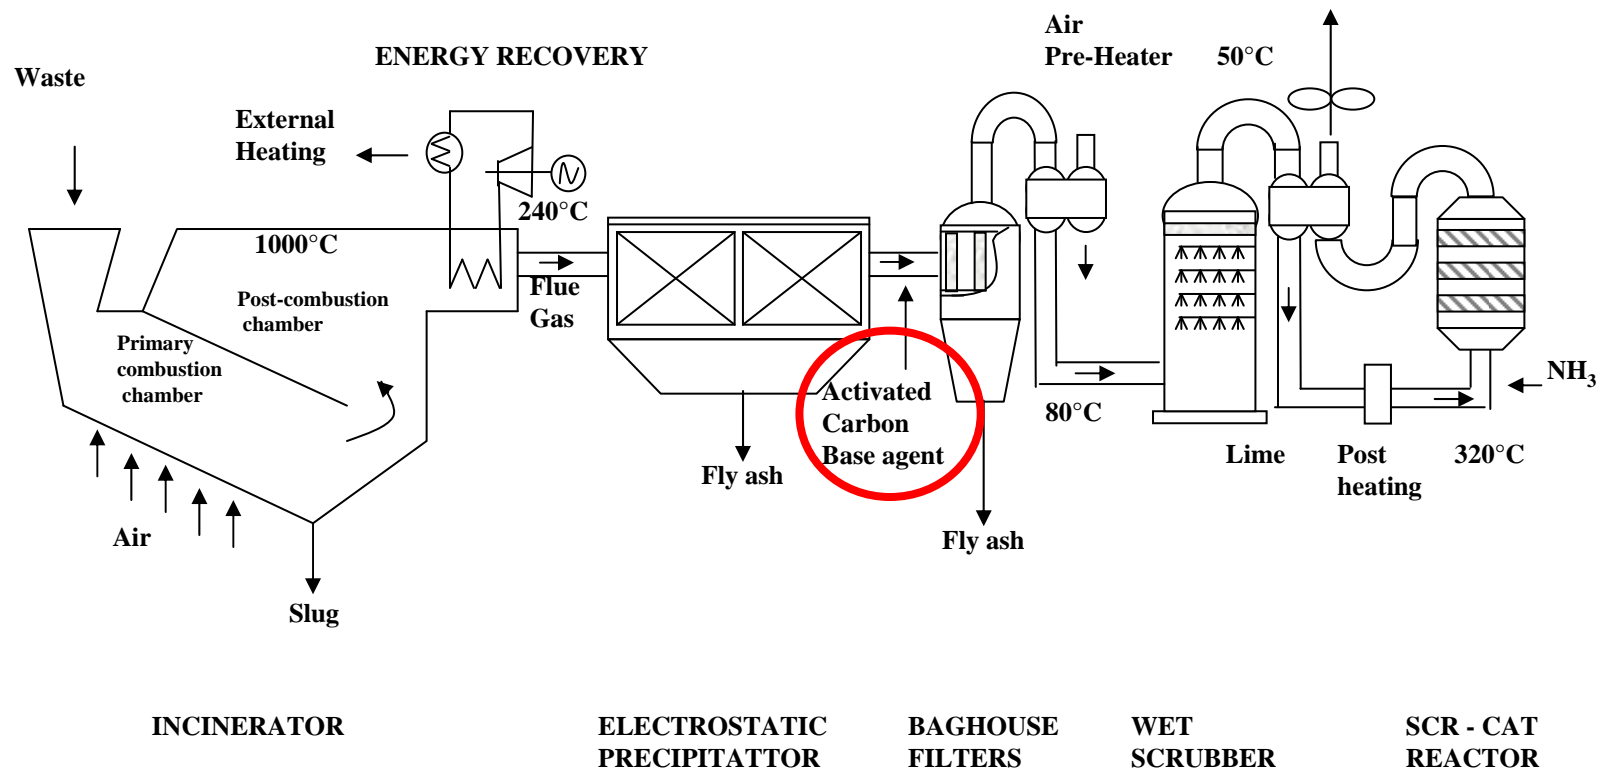 Air
Pre-Heater
50°C
ENERGY RECOVERY
Waste
External
Heating
240°C
1000°C
Post-combustion
chamber
Flue
Gas
Primary
combustion
chamber
Activated
Carbon
Base agent
80°C
NH3
Lime
Post
heating
320°C
Fly ash
Fly ash
Air
Slug
INCINERATOR
ELECTROSTATIC
PRECIPITATTOR
BAGHOUSE
FILTERS
WET
SCRUBBER
SCR - CAT
REACTOR